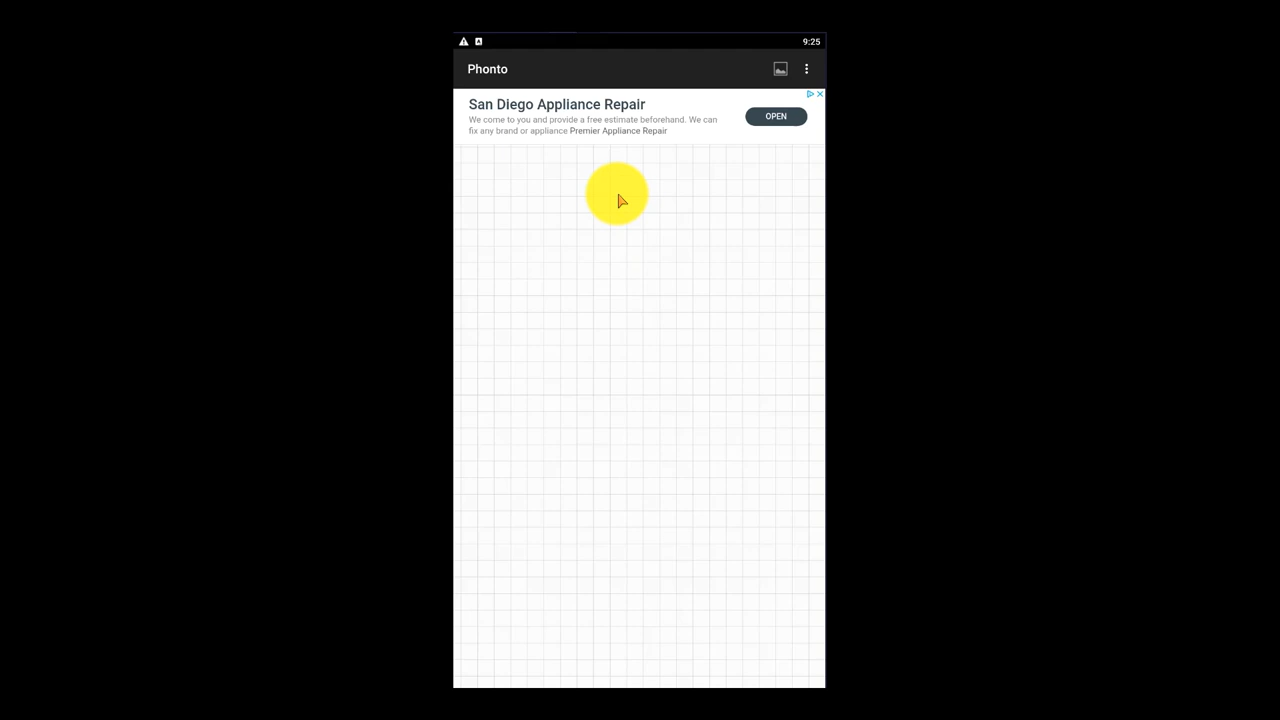 9:25
Phonto
San Diego Appliance Repair
We come to you and provide a free estimate beforehand. We can
fix any brand or appliance Premier Appliance Repair
OPEN